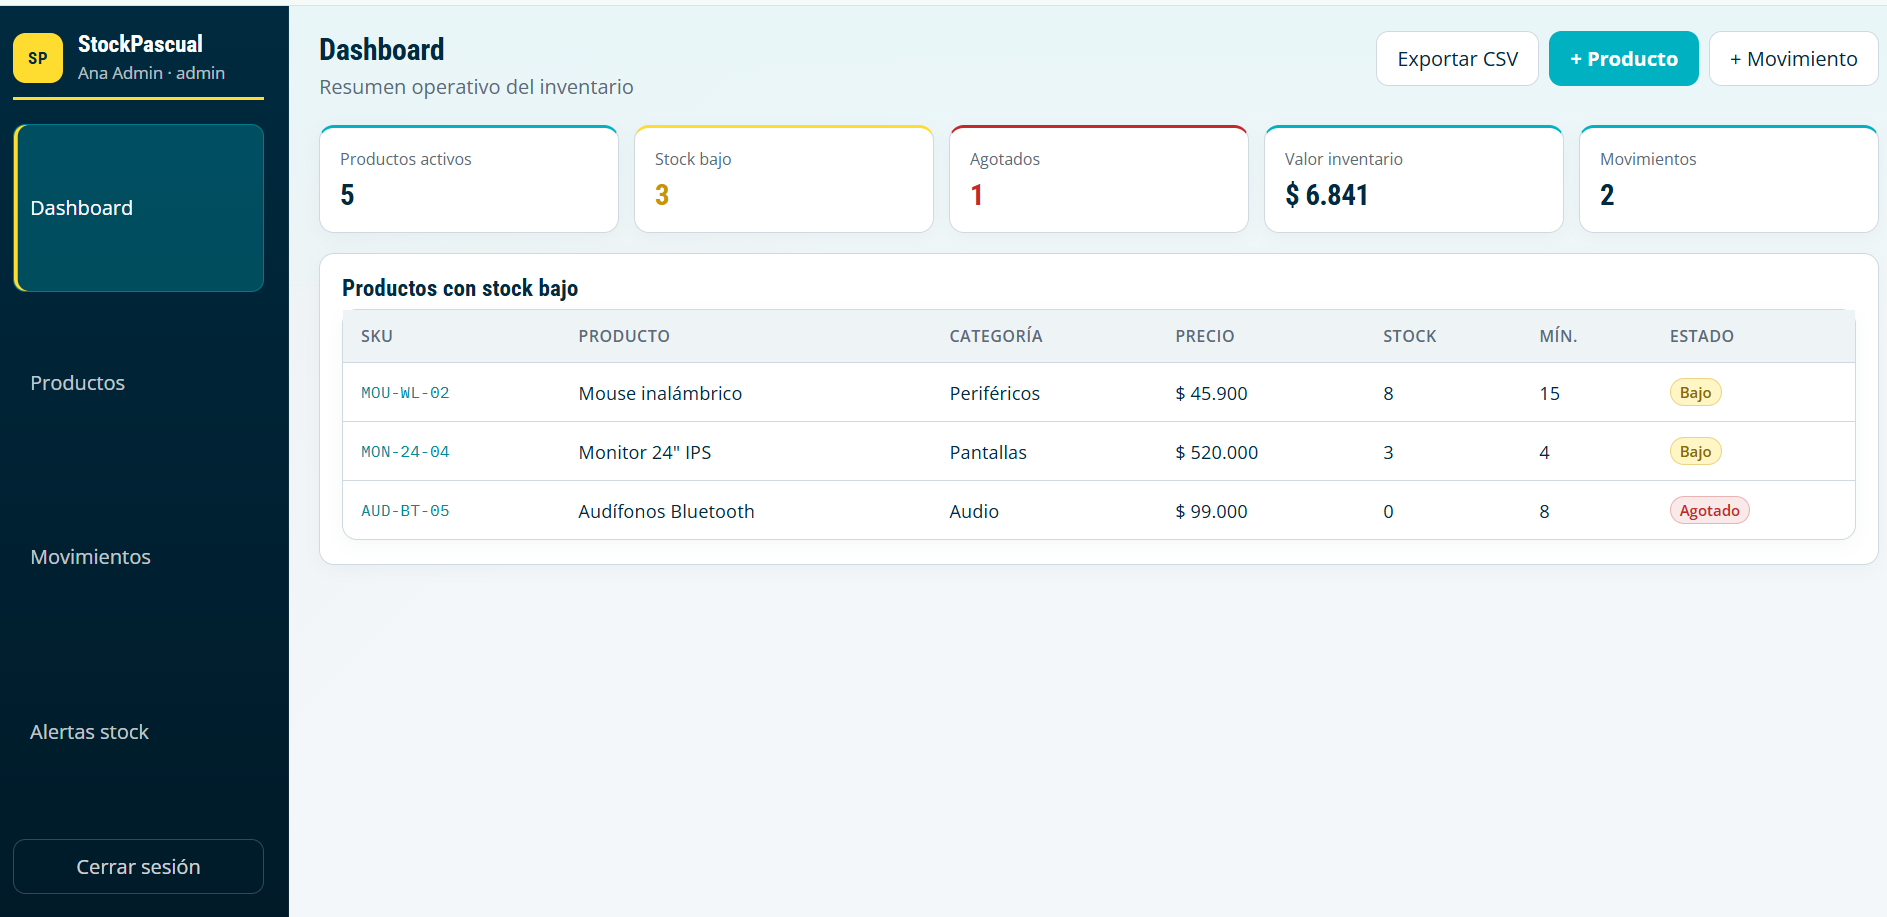 SP
StockPascual
Ana Admin · admin
Dashboard
Productos
Movimientos
Alertas stock
Cerrar sesión
Dashboard
Resumen operativo del inventario
Exportar CSV
+ Producto
+ Movimiento
Productos activos
5
Stock bajo
3
Agotados
1
Valor inventario
$ 6.841
Movimientos
2
Productos con stock bajo
SKU PRODUCTO CATEGORÍA PRECIO STOCK MÍN. ESTADO
MOU-WL-02 Mouse inalámbrico Periféricos $ 45.900 8 15 Bajo
MON-24-04 Monitor 24" IPS Pantallas $ 520.000 3 4 Bajo
AUD-BT-05 Audífonos Bluetooth Audio $ 99.000 0 8 Agotado